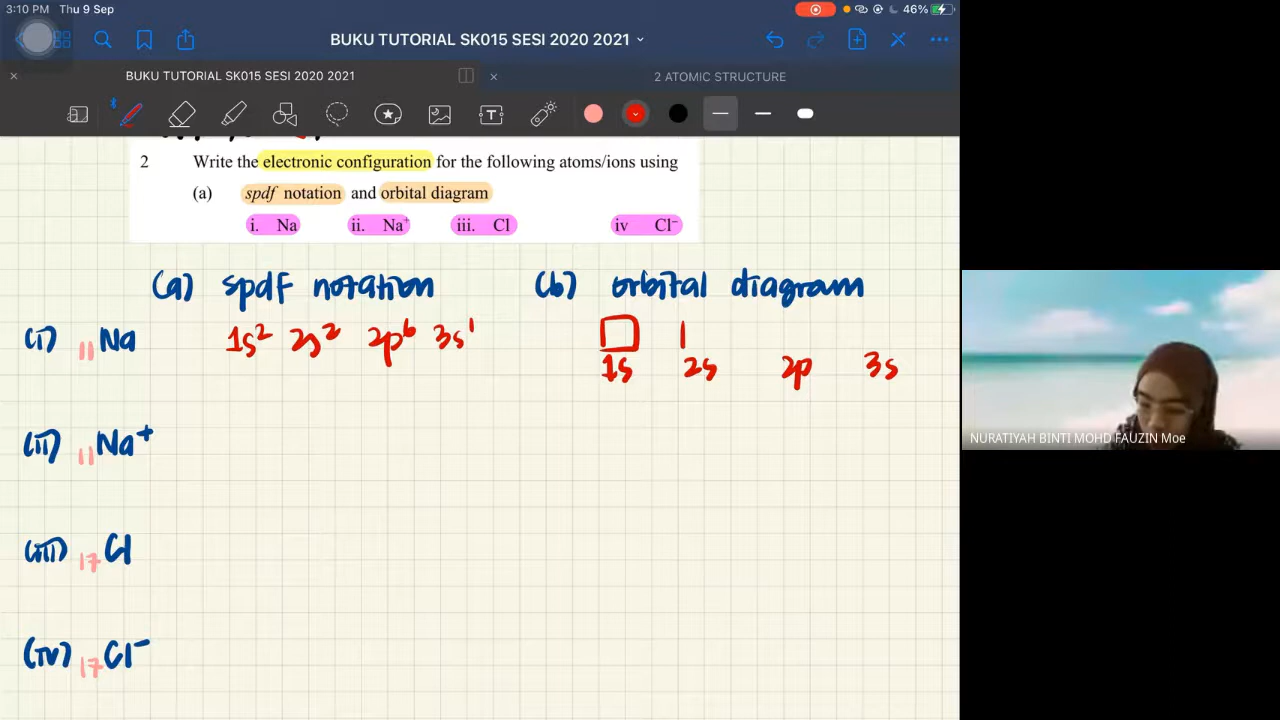 3:10 PM Thu 9 Sep
46%
BUKU TUTORIAL SK015 SESI 2020 2021
BUKU TUTORIAL SK015 SESI 2020 2021
2 ATOMIC STRUCTURE
2 Write the electronic configuration for the following atoms/ions using
(a) spdf notation and orbital diagram
i. Na ii. Na⁺ iii. Cl iv Cl⁻
(a) spdf notation (b) orbital diagram
(i) ₁₁Na 1s² 2s² 2p⁶ 3s¹
1s 2s 2p 3s
(ii) ₁₁Na⁺
(iii) ₁₇Cl
(iv) ₁₇Cl⁻
NURATIYAH BINTI MOHD FAUZIN Moe